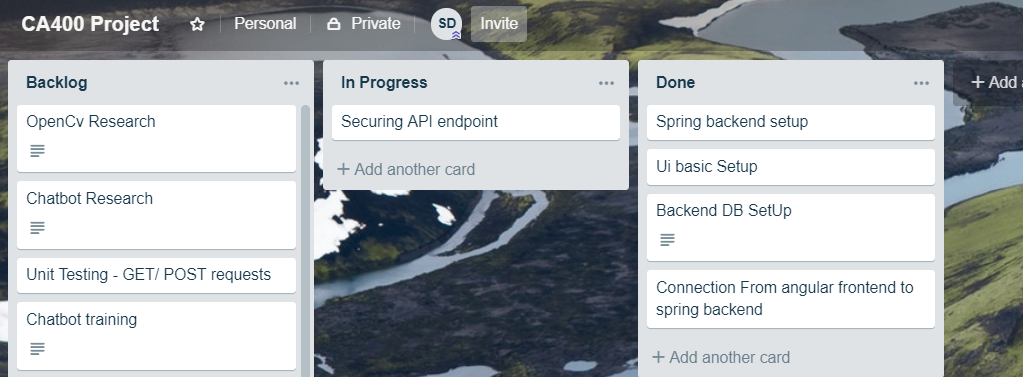 CA400 Project
Personal
Private
SD
Invite
Backlog
OpenCv Research
Chatbot Research
Unit Testing - GET/ POST requests
Chatbot training
In Progress
Securing API endpoint
+ Add another card
Done
Spring backend setup
Ui basic Setup
Backend DB SetUp
Connection From angular frontend to
spring backend
+ Add another card
+ Add